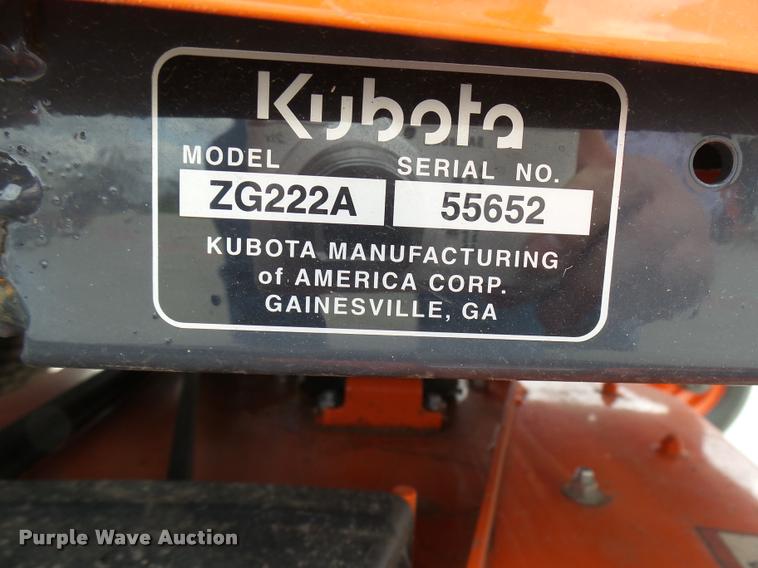 Kubota
MODEL SERIAL NO.
ZG222A 55652
KUBOTA MANUFACTURING
of AMERICA CORP.
GAINESVILLE, GA
Purple Wave Auction